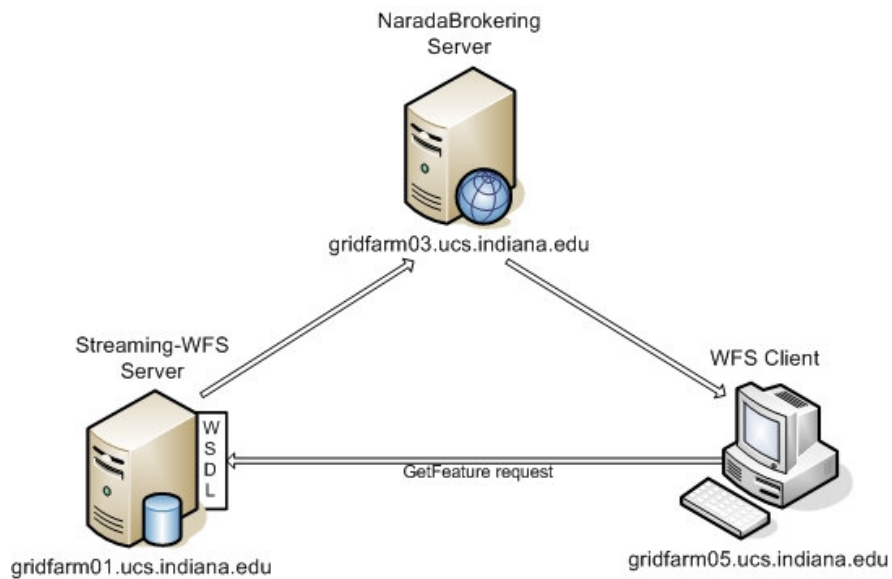 NaradaBrokering
Server
gridfarm03.ucs.indiana.edu
Streaming-WFS
Server
WSDL
gridfarm01.ucs.indiana.edu
GetFeature request
WFS Client
gridfarm05.ucs.indiana.edu